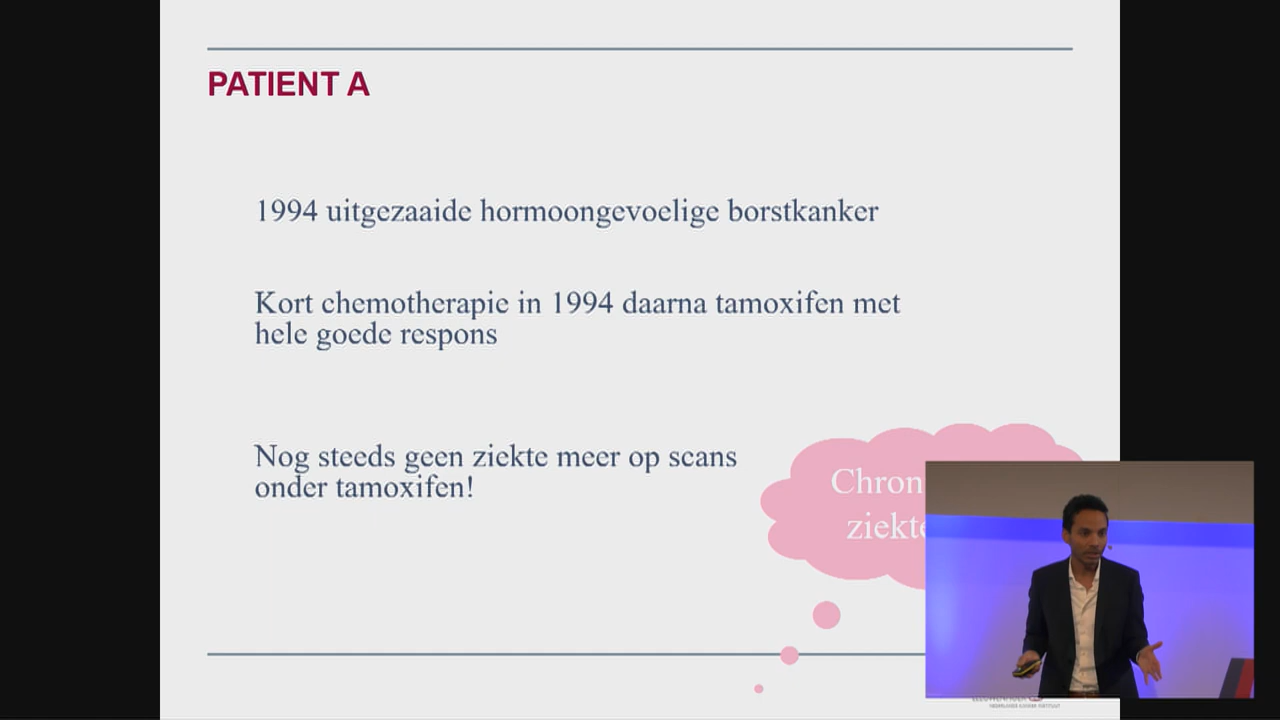 PATIENT A
1994 uitgezaaide hormoongevoelige borstkanker
Kort chemotherapie in 1994 daarna tamoxifen met
hele goede respons
Nog steeds geen ziekte meer op scans
onder tamoxifen!
Chron
ziekte